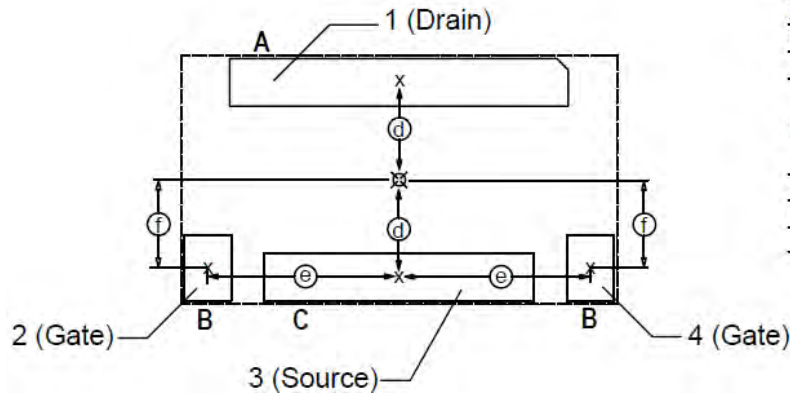 1 (Drain)
A
x
d
f
f
d
x
e
x
e
x
2 (Gate)
B
C
B
4 (Gate)
3 (Source)